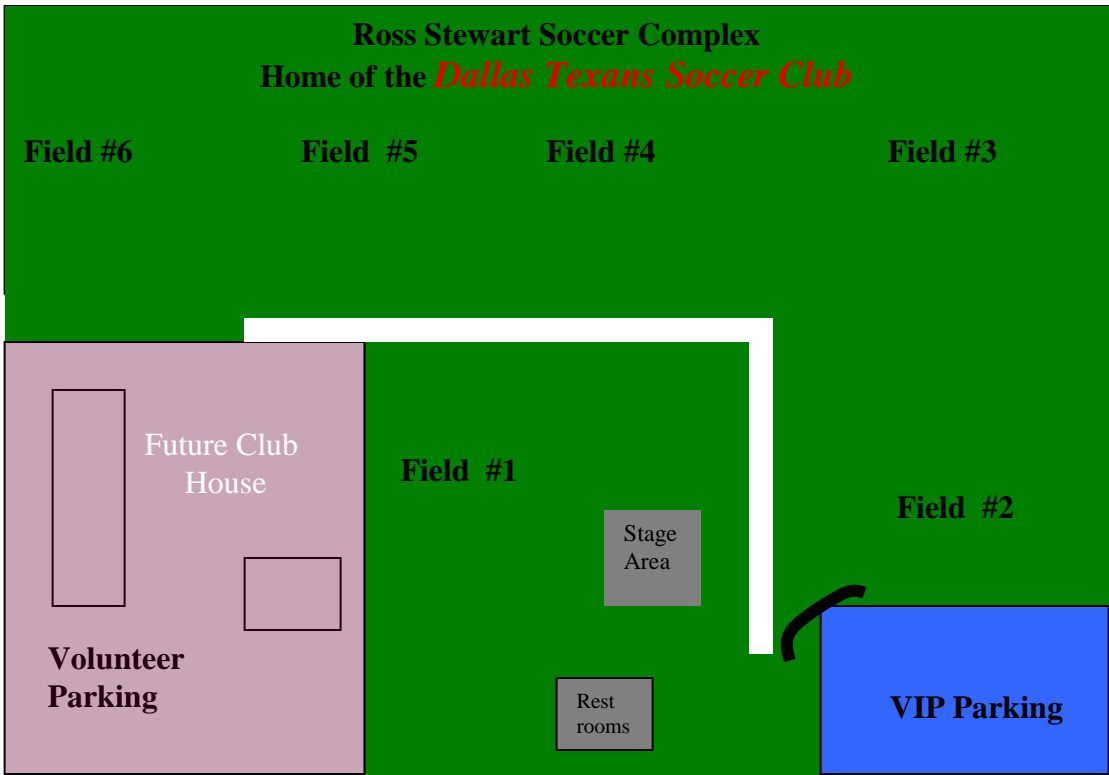 Ross Stewart Soccer Complex
Home of the Dallas Texans Soccer Club
Field #6
Field #5
Field #4
Field #3
Future Club
House
Field #1
Field #2
Stage
Area
Volunteer
Parking
Rest
rooms
VIP Parking